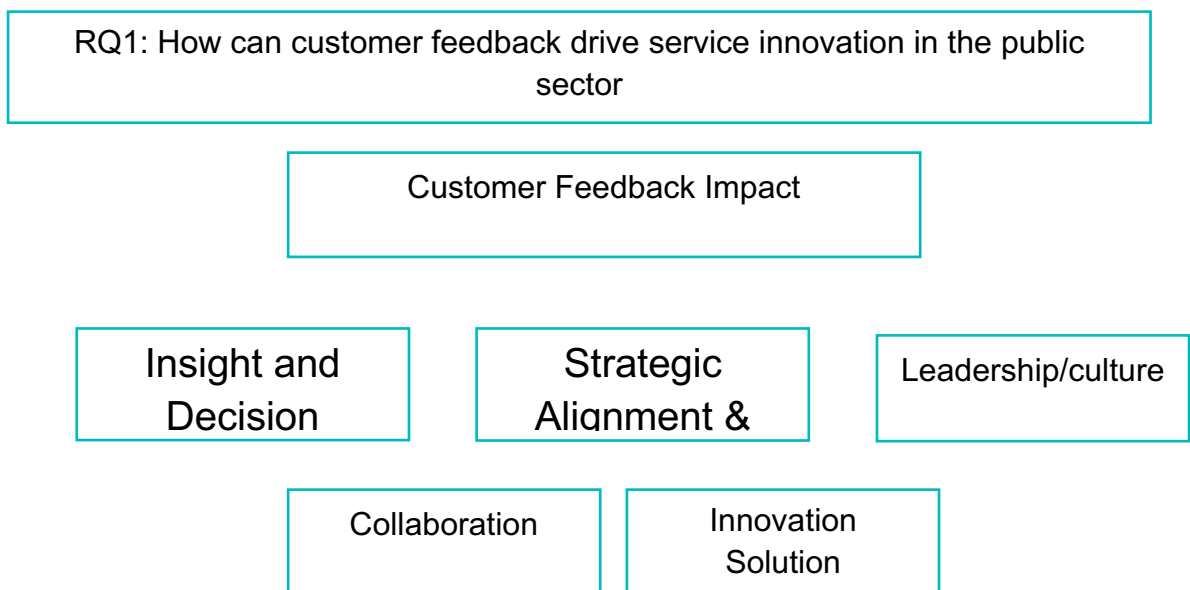 RQ1: How can customer feedback drive service innovation in the public
sector
Customer Feedback Impact
Insight and
Decision
Strategic
Alignment &
Leadership/culture
Collaboration
Innovation
Solution